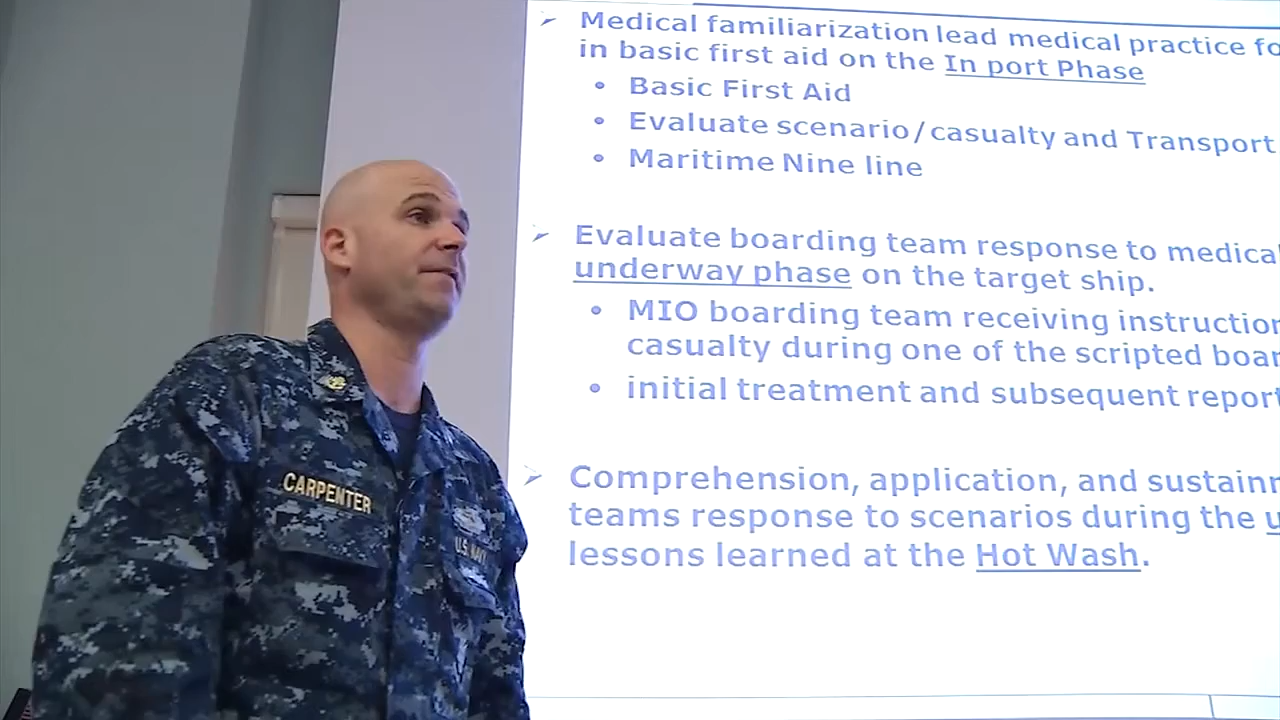 Medical familiarization lead medical practice fo
in basic first aid on the In port Phase
• Basic First Aid
• Evaluate scenario/casualty and Transport
• Maritime Nine line
Evaluate boarding team response to medica
underway phase on the target ship.
• MIO boarding team receiving instruction
casualty during one of the scripted boar
• initial treatment and subsequent report
Comprehension, application, and sustainm
teams response to scenarios during the u
lessons learned at the Hot Wash.
CARPENTER
U.S. NAVY